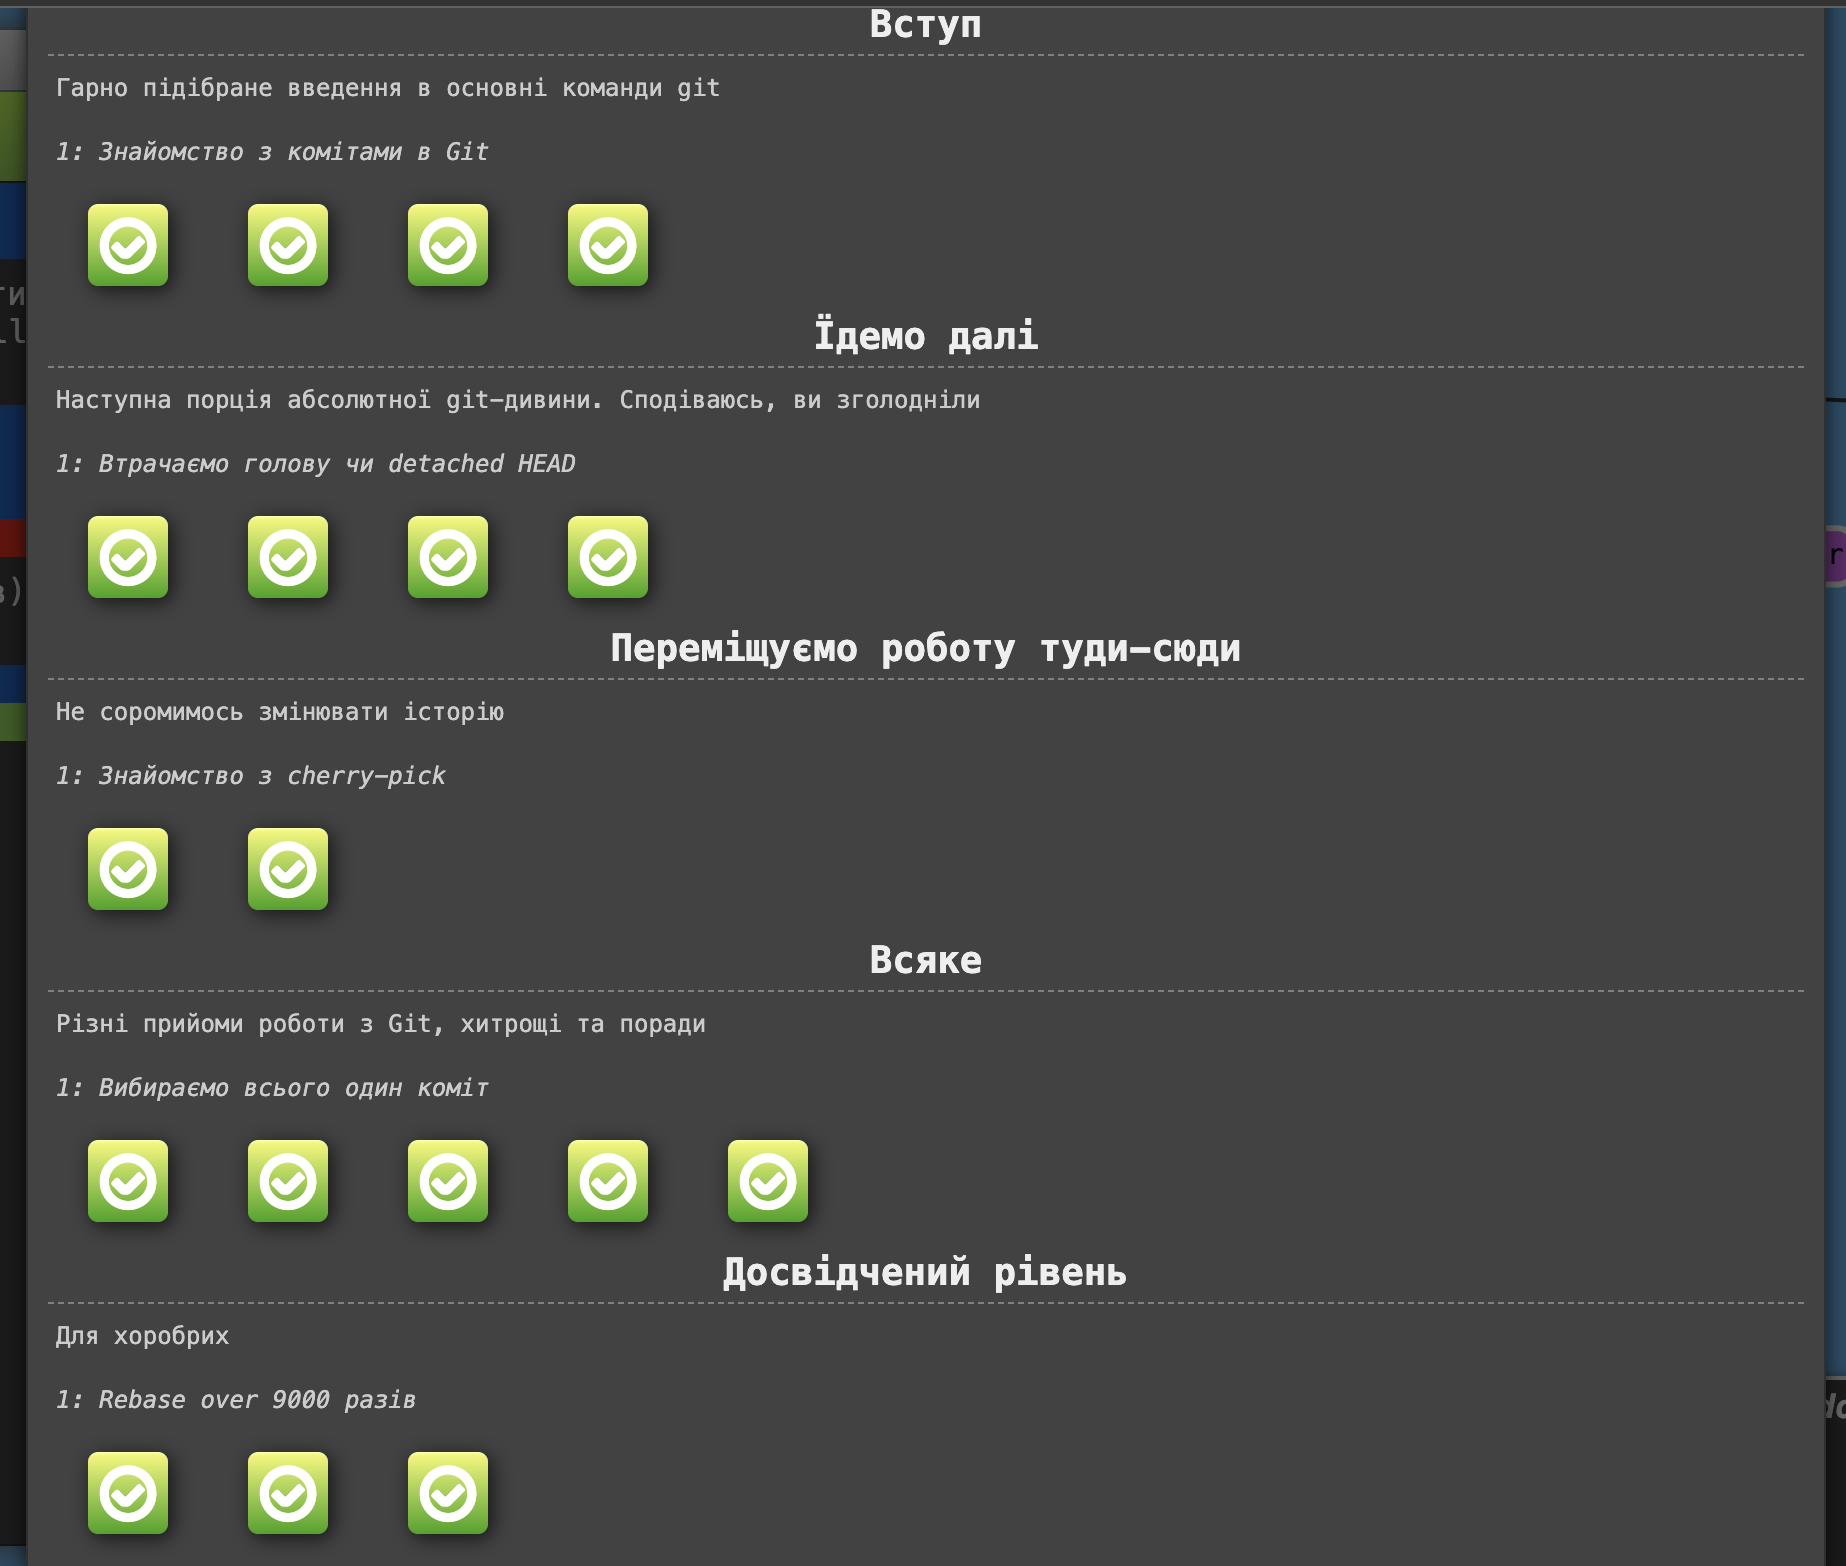 Вступ
Гарно підібране введення в основні команди git
1: Знайомство з комітами в Git
Їдемо далі
Наступна порція абсолютної git-дивини. Сподіваюсь, ви зголодніли
1: Втрачаємо голову чи detached HEAD
Переміщуємо роботу туди-сюди
Не соромимось змінювати історію
1: Знайомство з cherry-pick
Всяке
Різні прийоми роботи з Git, хитрощі та поради
1: Вибираємо всього один коміт
Досвідчений рівень
Для хоробрих
1: Rebase over 9000 разів